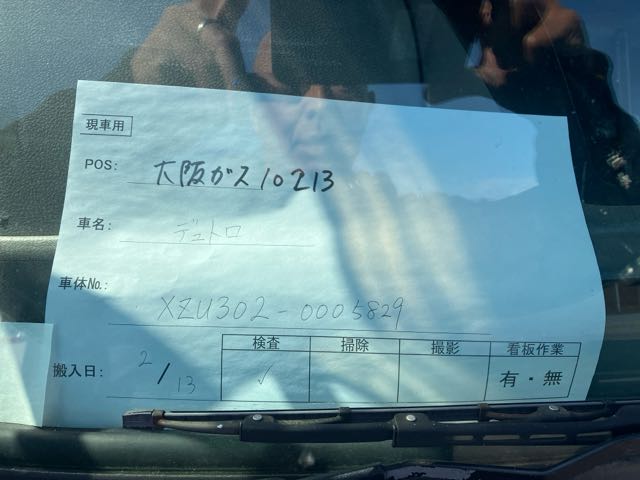 現車用
POS: 大阪ガス10213
車名: デュトロ
車体No.: XZU302-0005829
搬入日: 2/13
検査 掃除 撮影 看板作業
✓ 有・無